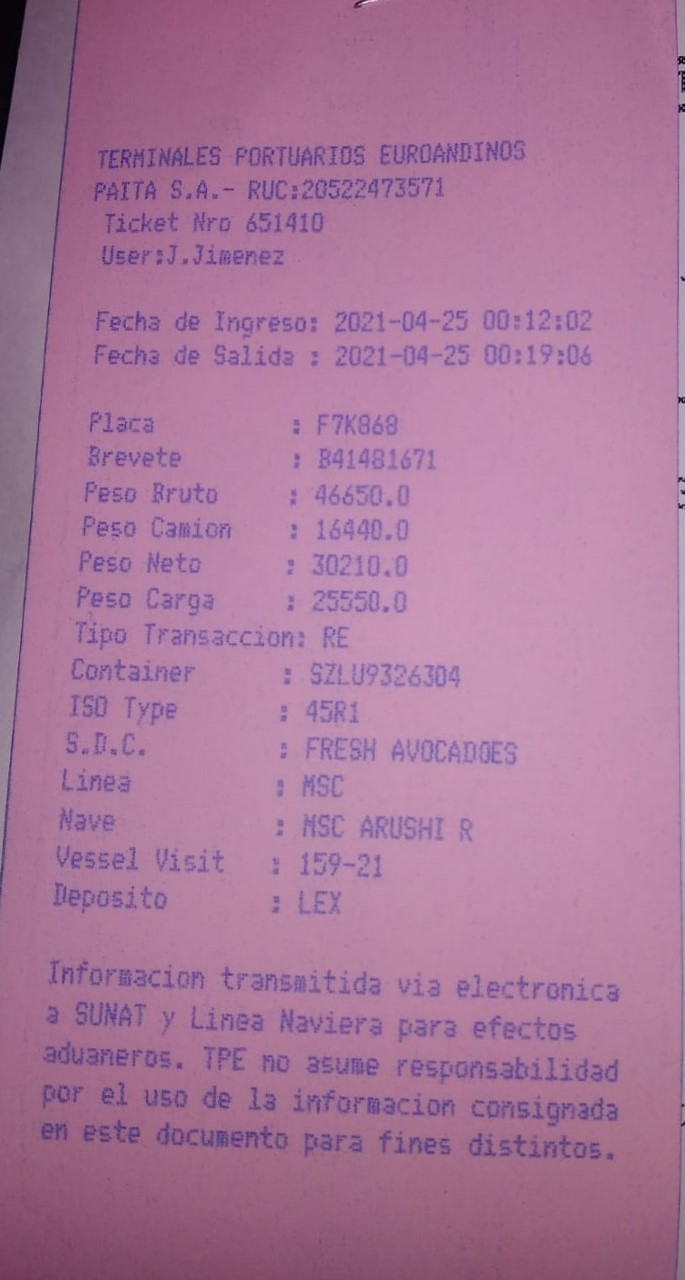 TERMINALES PORTUARIOS EUROANDINOS
PAITA S.A.- RUC:20522473571
Ticket Nro 651410
User:J.Jimenez
Fecha de Ingreso: 2021-04-25 00:12:02
Fecha de Salida : 2021-04-25 00:19:06
Placa : F7K868
Brevete : B41481671
Peso Bruto : 46650.0
Peso Camion : 16440.0
Peso Neto : 30210.0
Peso Carga : 25550.0
Tipo Transaccion: RE
Container : SZLU9326304
ISO Type : 45R1
S.D.C. : FRESH AVOCADOES
Linea : MSC
Nave : MSC ARUSHI R
Vessel Visit : 159-21
Deposito : LEX
Informacion transmitida via electronica
a SUNAT y Linea Naviera para efectos
aduaneros. TPE no asume responsabilidad
por el uso de la informacion consignada
en este documento para fines distintos.